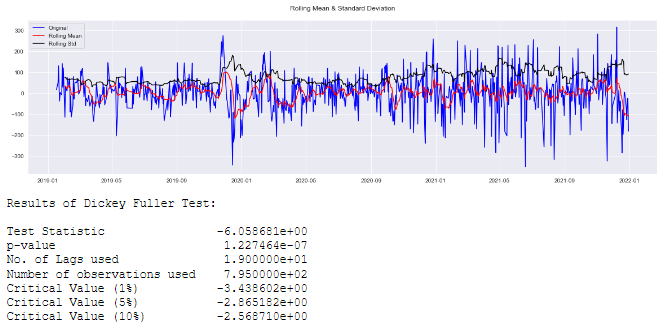 Rolling Mean & Standard Deviation
Original
Rolling Mean
Rolling Std
300
200
100
0
-100
-200
-300
2019-01 2019-05 2019-09 2020-01 2020-05 2020-09 2021-01 2021-05 2021-09 2022-01
Results of Dickey Fuller Test:
Test Statistic -6.058681e+00
p-value 1.227464e-07
No. of Lags used 1.900000e+01
Number of observations used 7.950000e+02
Critical Value (1%) -3.438602e+00
Critical Value (5%) -2.865182e+00
Critical Value (10%) -2.568710e+00